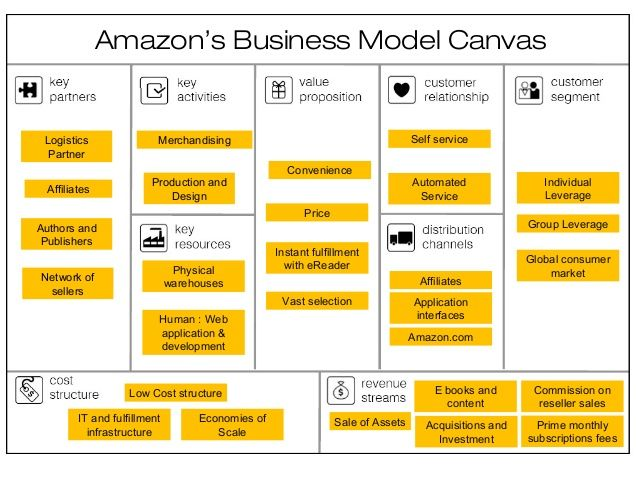 Amazon's Business Model Canvas
key
partners
Logistics
Partner
Affiliates
Authors and
Publishers
Network of
sellers
key
activities
Merchandising
Production and
Design
key
resources
Physical
warehouses
Human : Web
application &
development
value
proposition
Convenience
Price
Instant fulfillment
with eReader
Vast selection
customer
relationship
Self service
Automated
Service
distribution
channels
Affiliates
Application
interfaces
Amazon.com
customer
segment
Individual
Leverage
Group Leverage
Global consumer
market
cost
structure
Low Cost structure
IT and fulfillment
infrastructure
Economies of
Scale
revenue
streams
Sale of Assets
E books and
content
Acquisitions and
Investment
Commission on
reseller sales
Prime monthly
subscriptions fees